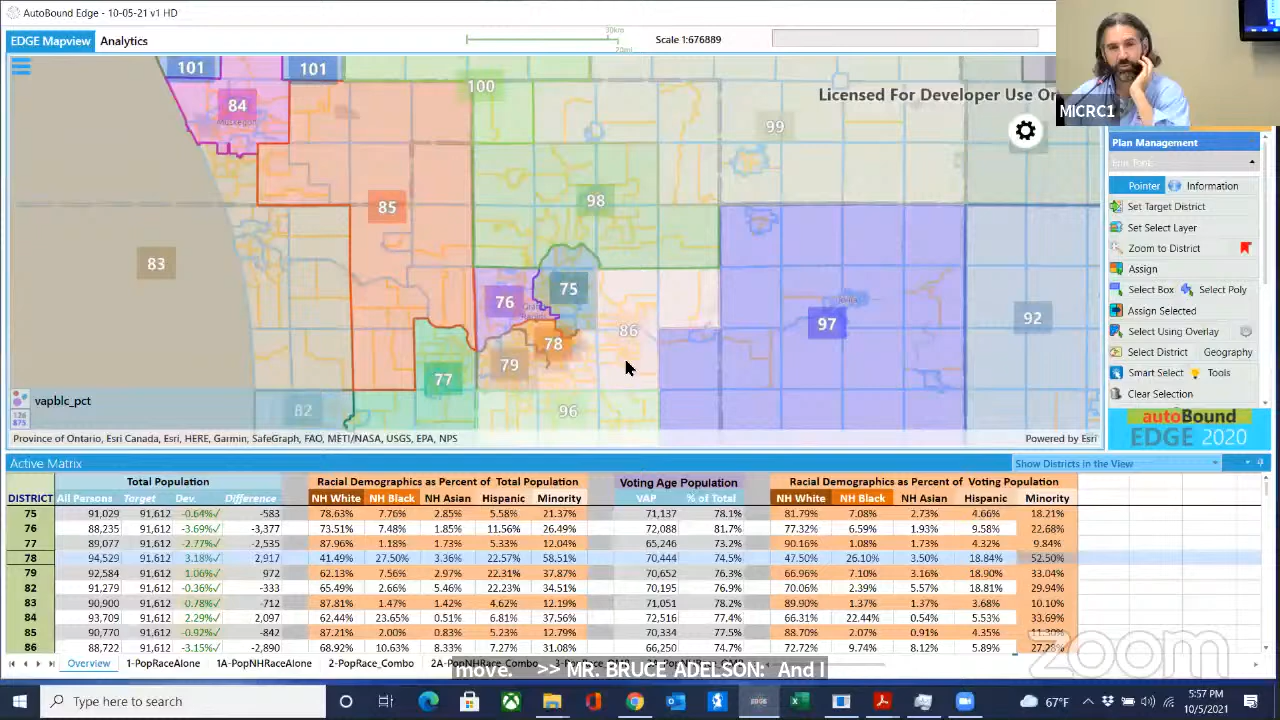 AutoBound Edge - 10-05-21 v1 HD
EDGE Mapview Analytics
30km
20mi
Scale 1:676889
Licensed For Developer Use On
MICRC1
101
101
84
100
99
85
98
83
76
75
86
97
92
78
79
77
82
96
vapblc_pct
Province of Ontario, Esri Canada, Esri, HERE, Garmin, SafeGraph, FAO, METI/NASA, USGS, EPA, NPS
Powered by Esri
Plan Management
Pointer Information
Set Target District
Set Select Layer
Zoom to District
Assign
Select Box Select Poly
Assign Selected
Select Using Overlay
Select District Geography
Smart Select Tools
Clear Selection
autoBound
EDGE 2020
Active Matrix
Show Districts in the View
Total Population Racial Demographics as Percent of Total Population Voting Age Population Racial Demographics as Percent of Voting Population
DISTRICT All Persons Target Dev. Difference NH White NH Black NH Asian Hispanic Minority VAP % of Total NH White NH Black NH Asian Hispanic Minority
75 91,029 91,612 -0.64%✓ -583 78.63% 7.76% 2.85% 5.58% 21.37% 71,137 78.1% 81.79% 7.08% 2.73% 4.66% 18.21%
76 88,235 91,612 -3.69%✓ -3,377 73.51% 7.48% 1.85% 11.56% 26.49% 72,088 81.7% 77.32% 6.59% 1.93% 9.58% 22.68%
77 89,077 91,612 -2.77%✓ -2,535 87.96% 1.18% 1.73% 5.33% 12.04% 65,246 73.2% 90.16% 1.08% 1.73% 4.32% 9.84%
78 94,529 91,612 3.18%✓ 2,917 41.49% 27.50% 3.36% 22.57% 58.51% 70,444 74.5% 47.50% 26.10% 3.50% 18.84% 52.50%
79 92,584 91,612 1.06%✓ 972 62.13% 7.56% 2.97% 22.31% 37.87% 70,652 76.3% 66.96% 7.10% 3.16% 18.90% 33.04%
82 91,279 91,612 -0.36%✓ -333 65.49% 2.66% 5.46% 22.23% 34.51% 70,195 76.9% 70.06% 2.39% 5.57% 18.81% 29.94%
83 90,900 91,612 -0.78%✓ -712 87.81% 1.47% 1.42% 4.62% 12.19% 71,051 78.2% 89.90% 1.37% 1.37% 3.68% 10.10%
84 93,709 91,612 2.29%✓ 2,097 62.44% 23.65% 0.51% 6.81% 37.56% 72,516 77.4% 66.31% 22.44% 0.54% 5.53% 33.69%
85 90,770 91,612 -0.92%✓ -842 87.21% 2.00% 0.83% 5.23% 12.79% 70,334 77.5% 88.70% 2.07% 0.91% 4.35% 11.30%
86 88,722 91,612 -3.15%✓ -2,890 68.92% 10.63% 8.33% 7.27% 31.08% 66,250 74.7% 72.72% 9.74% 8.12% 5.89% 27.28%
zoom
Overview 1-PopRaceAlone 1A-PopNHRaceAlone 2-PopRace_Combo 2A-PopNHRace_Combo
move. >> MR. BRUCE ADELSON: And I
Type here to search
67°F
5:57 PM
10/5/2021